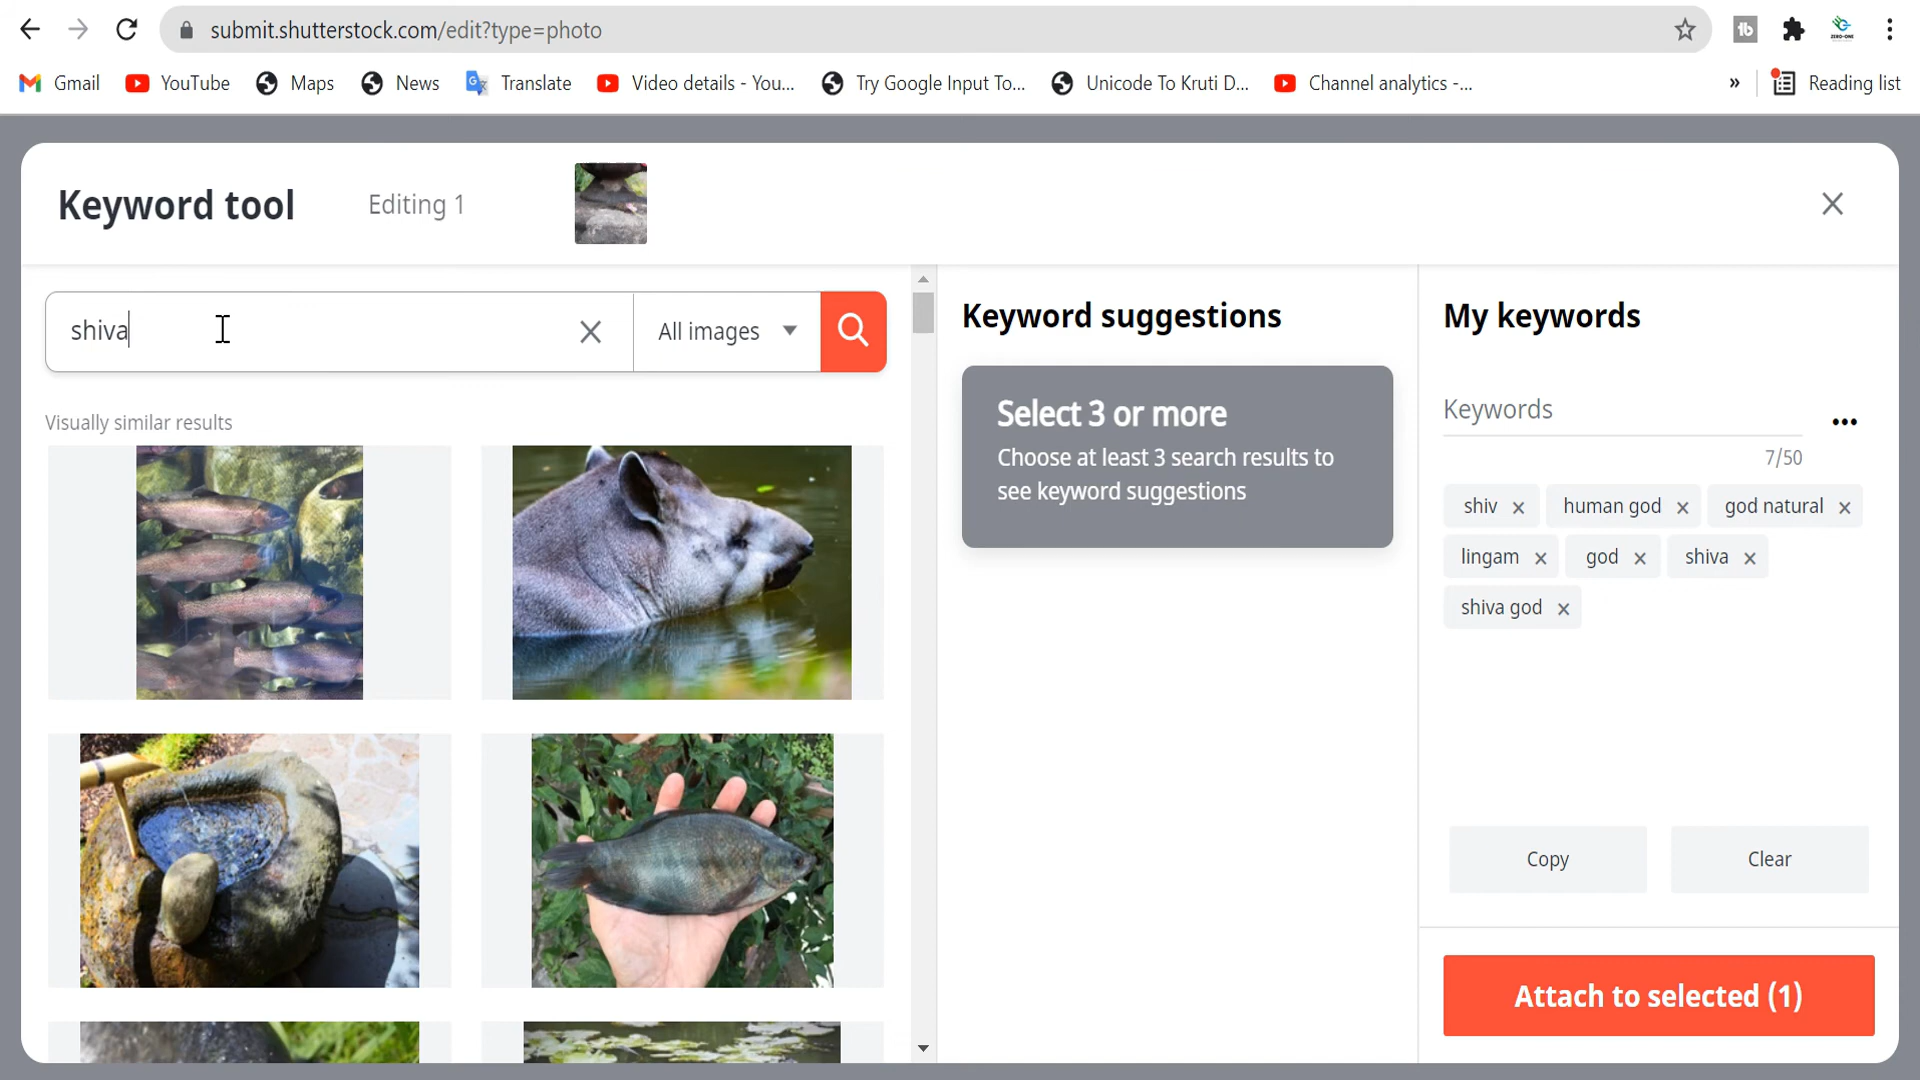 submit.shutterstock.com/edit?type=photo
Gmail YouTube Maps News Translate Video details - You... Try Google Input To... Unicode To Kruti D... Channel analytics -... » Reading list
Keyword tool Editing 1
shiva All images
Visually similar results
Keyword suggestions
Select 3 or more
Choose at least 3 search results to
see keyword suggestions
My keywords
Keywords
7/50
shiv human god god natural
lingam god shiva
shiva god
Copy Clear
Attach to selected (1)